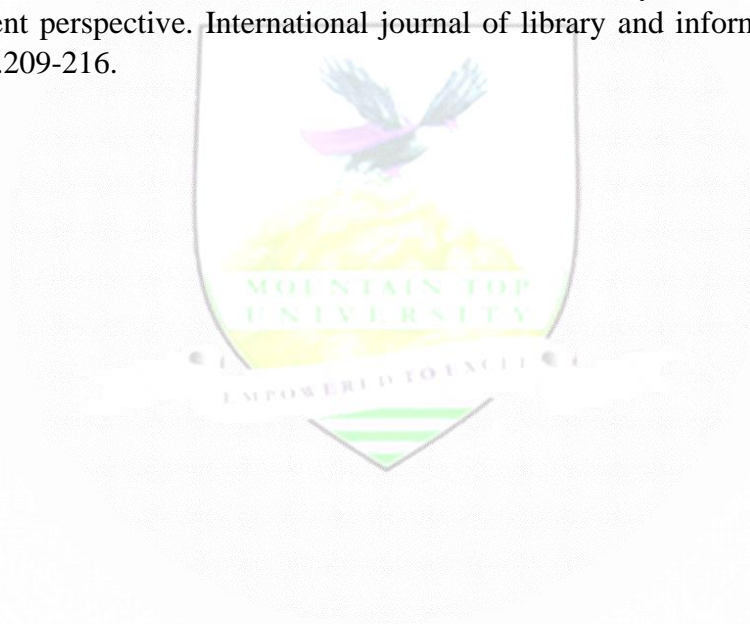 ent perspective. International journal of library and inform
.209-216.
MOUNTAIN TOP
UNIVERSITY
EMPOWERED TO EXCEL